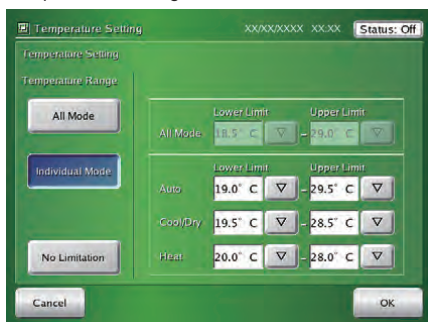 Temperature Setting XX/XX/XXXX XX:XX Status: Off
Temperature Setting
Temperature Range
All Mode
Individual Mode
No Limitation
Lower Limit Upper Limit
All Mode 18.5° C ▽ - 29.0° C ▽
Lower Limit Upper Limit
Auto 19.0° C ▽ - 29.5° C ▽
Cool/Dry 19.5° C ▽ - 28.5° C ▽
Heat 20.0° C ▽ - 28.0° C ▽
Cancel OK